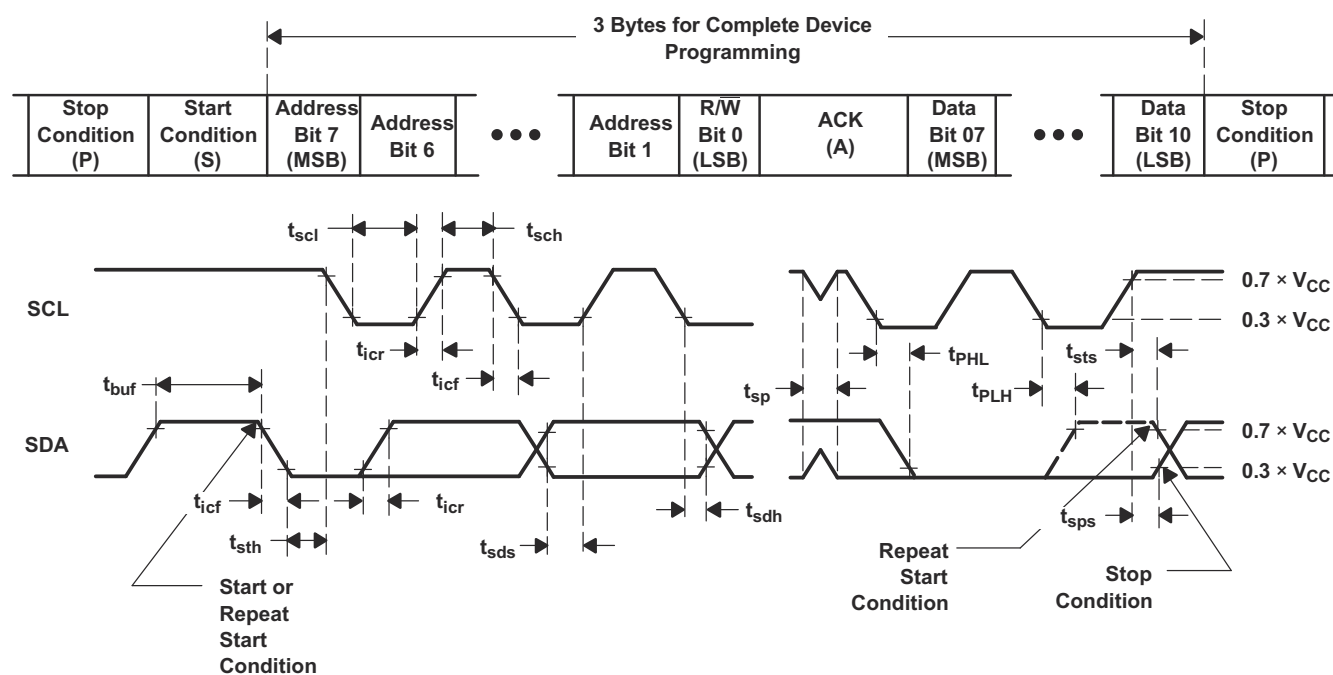 3 Bytes for Complete Device
Programming
Stop
Condition
(P)
Start
Condition
(S)
Address
Bit 7
(MSB)
Address
Bit 6
•••
Address
Bit 1
R/W̅
Bit 0
(LSB)
ACK
(A)
Data
Bit 07
(MSB)
•••
Data
Bit 10
(LSB)
Stop
Condition
(P)
tscl
tsch
SCL
0.7 × VCC
0.3 × VCC
ticr
ticf
tPHL
tsts
tbuf
tsp
tPLH
SDA
0.7 × VCC
0.3 × VCC
ticf
ticr
tsdh
tsps
tsth
tsds
Start or
Repeat
Start
Condition
Repeat
Start
Condition
Stop
Condition